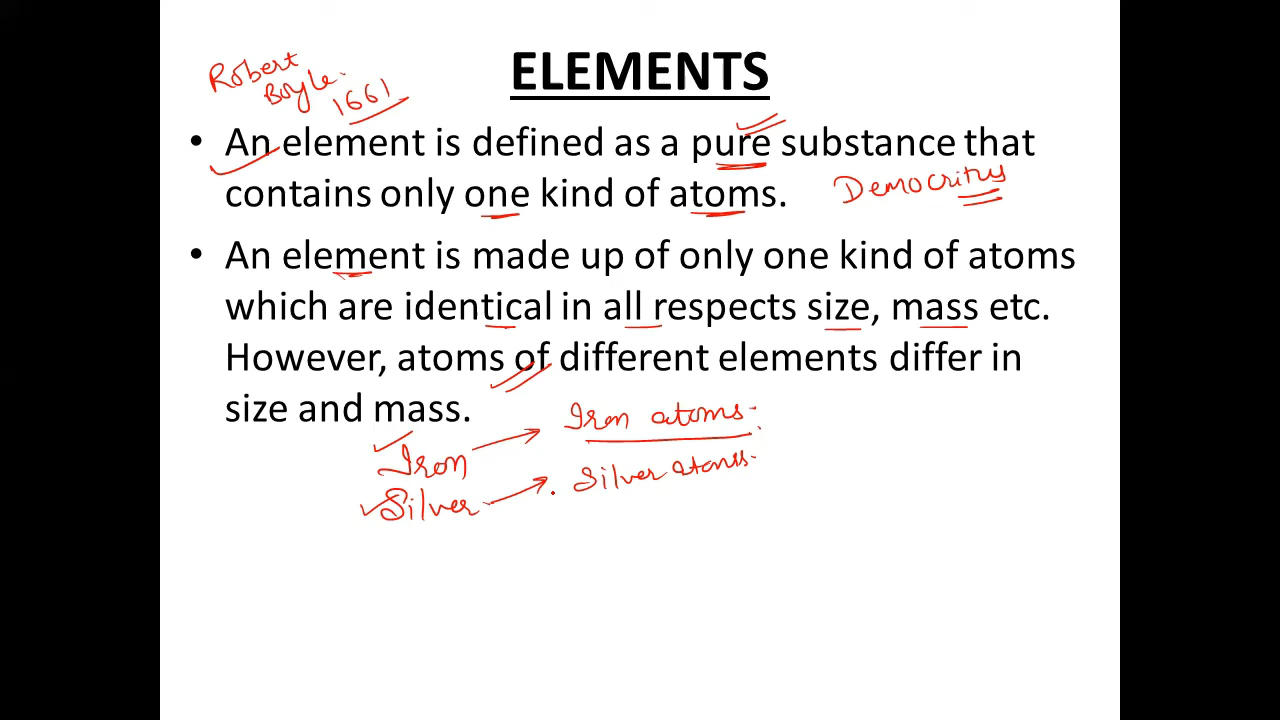 ELEMENTS
Robert
Boyle.
1661
• An element is defined as a pure substance that
contains only one kind of atoms.
Democritus
• An element is made up of only one kind of atoms
which are identical in all respects size, mass etc.
However, atoms of different elements differ in
size and mass.
Iron → Iron atoms.
Silver → Silver atoms.